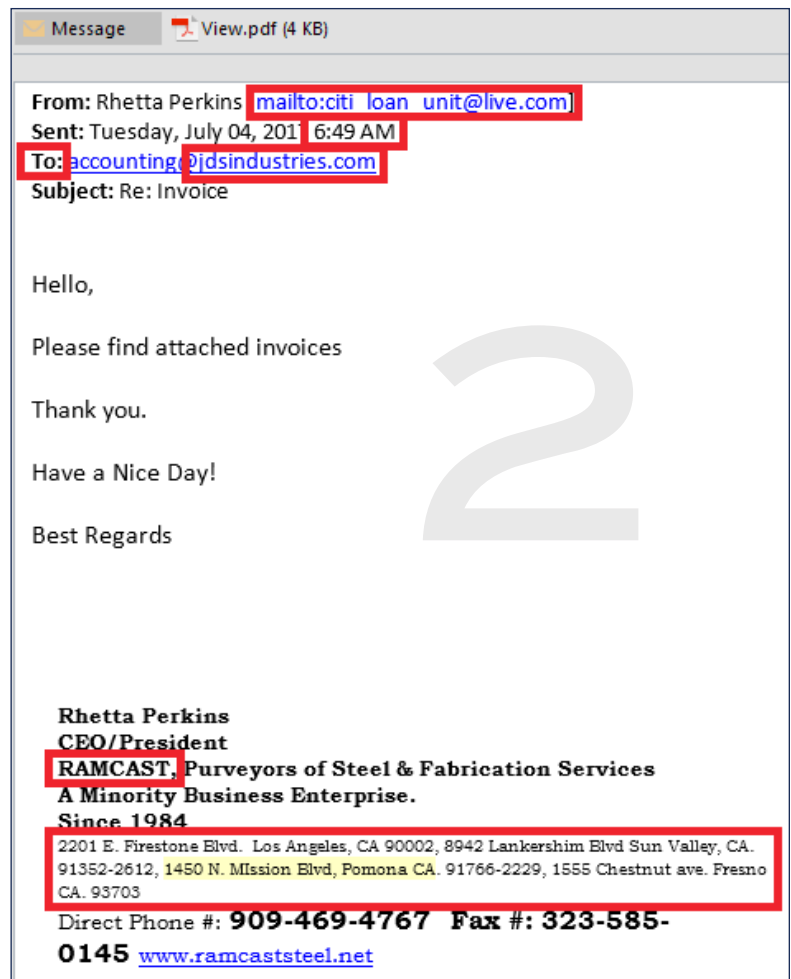 Message View.pdf (4 KB)
From: Rhetta Perkins mailto:citi_loan_unit@live.com]
Sent: Tuesday, July 04, 201 6:49 AM
To: accounting@jdsindustries.com
Subject: Re: Invoice
Hello,
Please find attached invoices
Thank you.
Have a Nice Day!
Best Regards
2
Rhetta Perkins
CEO/President
RAMCAST, Purveyors of Steel & Fabrication Services
A Minority Business Enterprise.
Since 1984
2201 E. Firestone Blvd. Los Angeles, CA 90002, 8942 Lankershim Blvd Sun Valley, CA.
91352-2612, 1450 N. MIssion Blvd, Pomona CA. 91766-2229, 1555 Chestnut ave. Fresno
CA. 93703
Direct Phone #: 909-469-4767 Fax #: 323-585-
0145 www.ramcaststeel.net